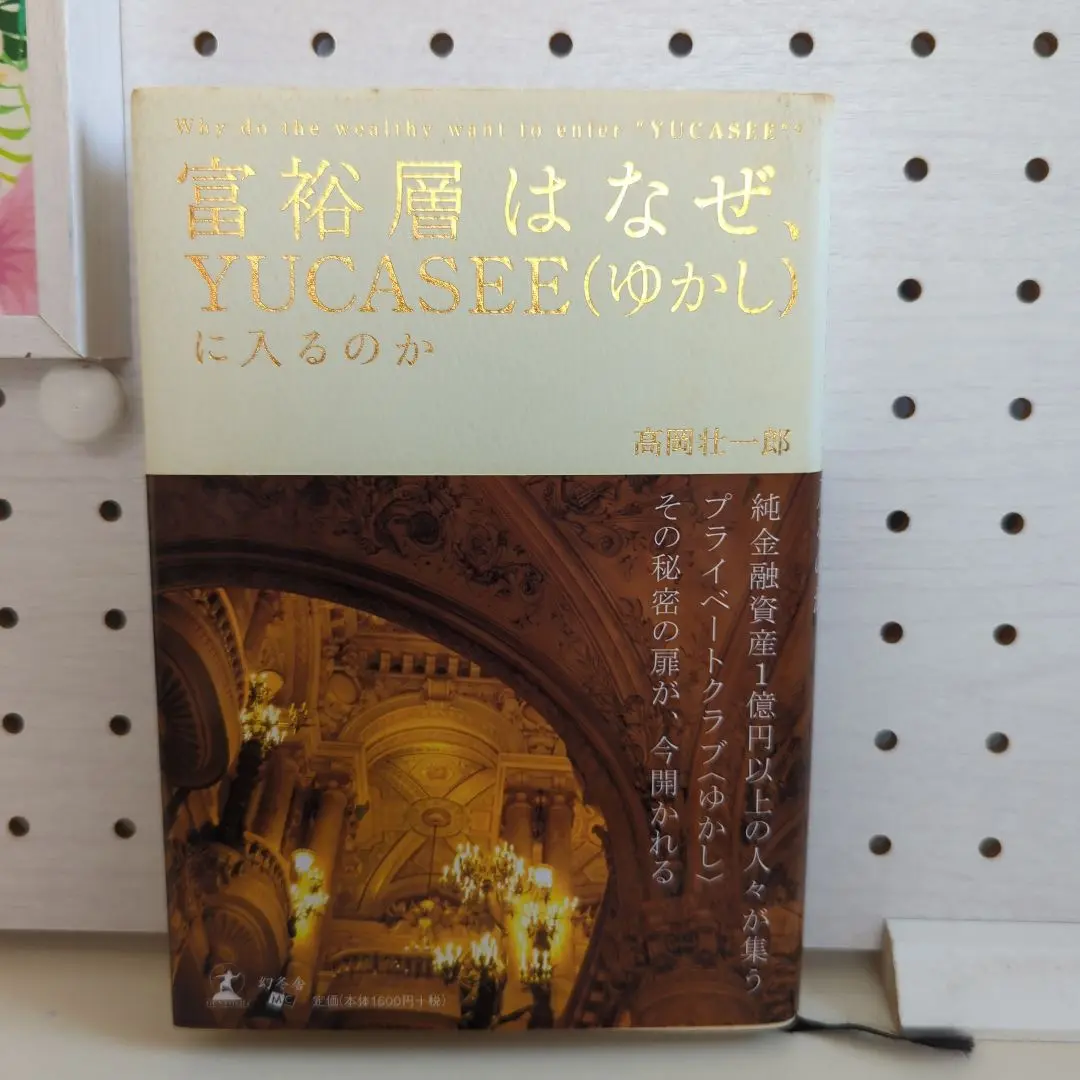 Why do the wealthy want to enter "YUCASEE"?
富裕層はなぜ、
YUCASEE(ゆかし)
に入るのか
高岡壮一郎
純金融資産1億円以上の人々が集う
プライベートクラブ〈ゆかし〉
その秘密の扉が、今開かれる
幻冬舎
MC
定価(本体1600円+税)